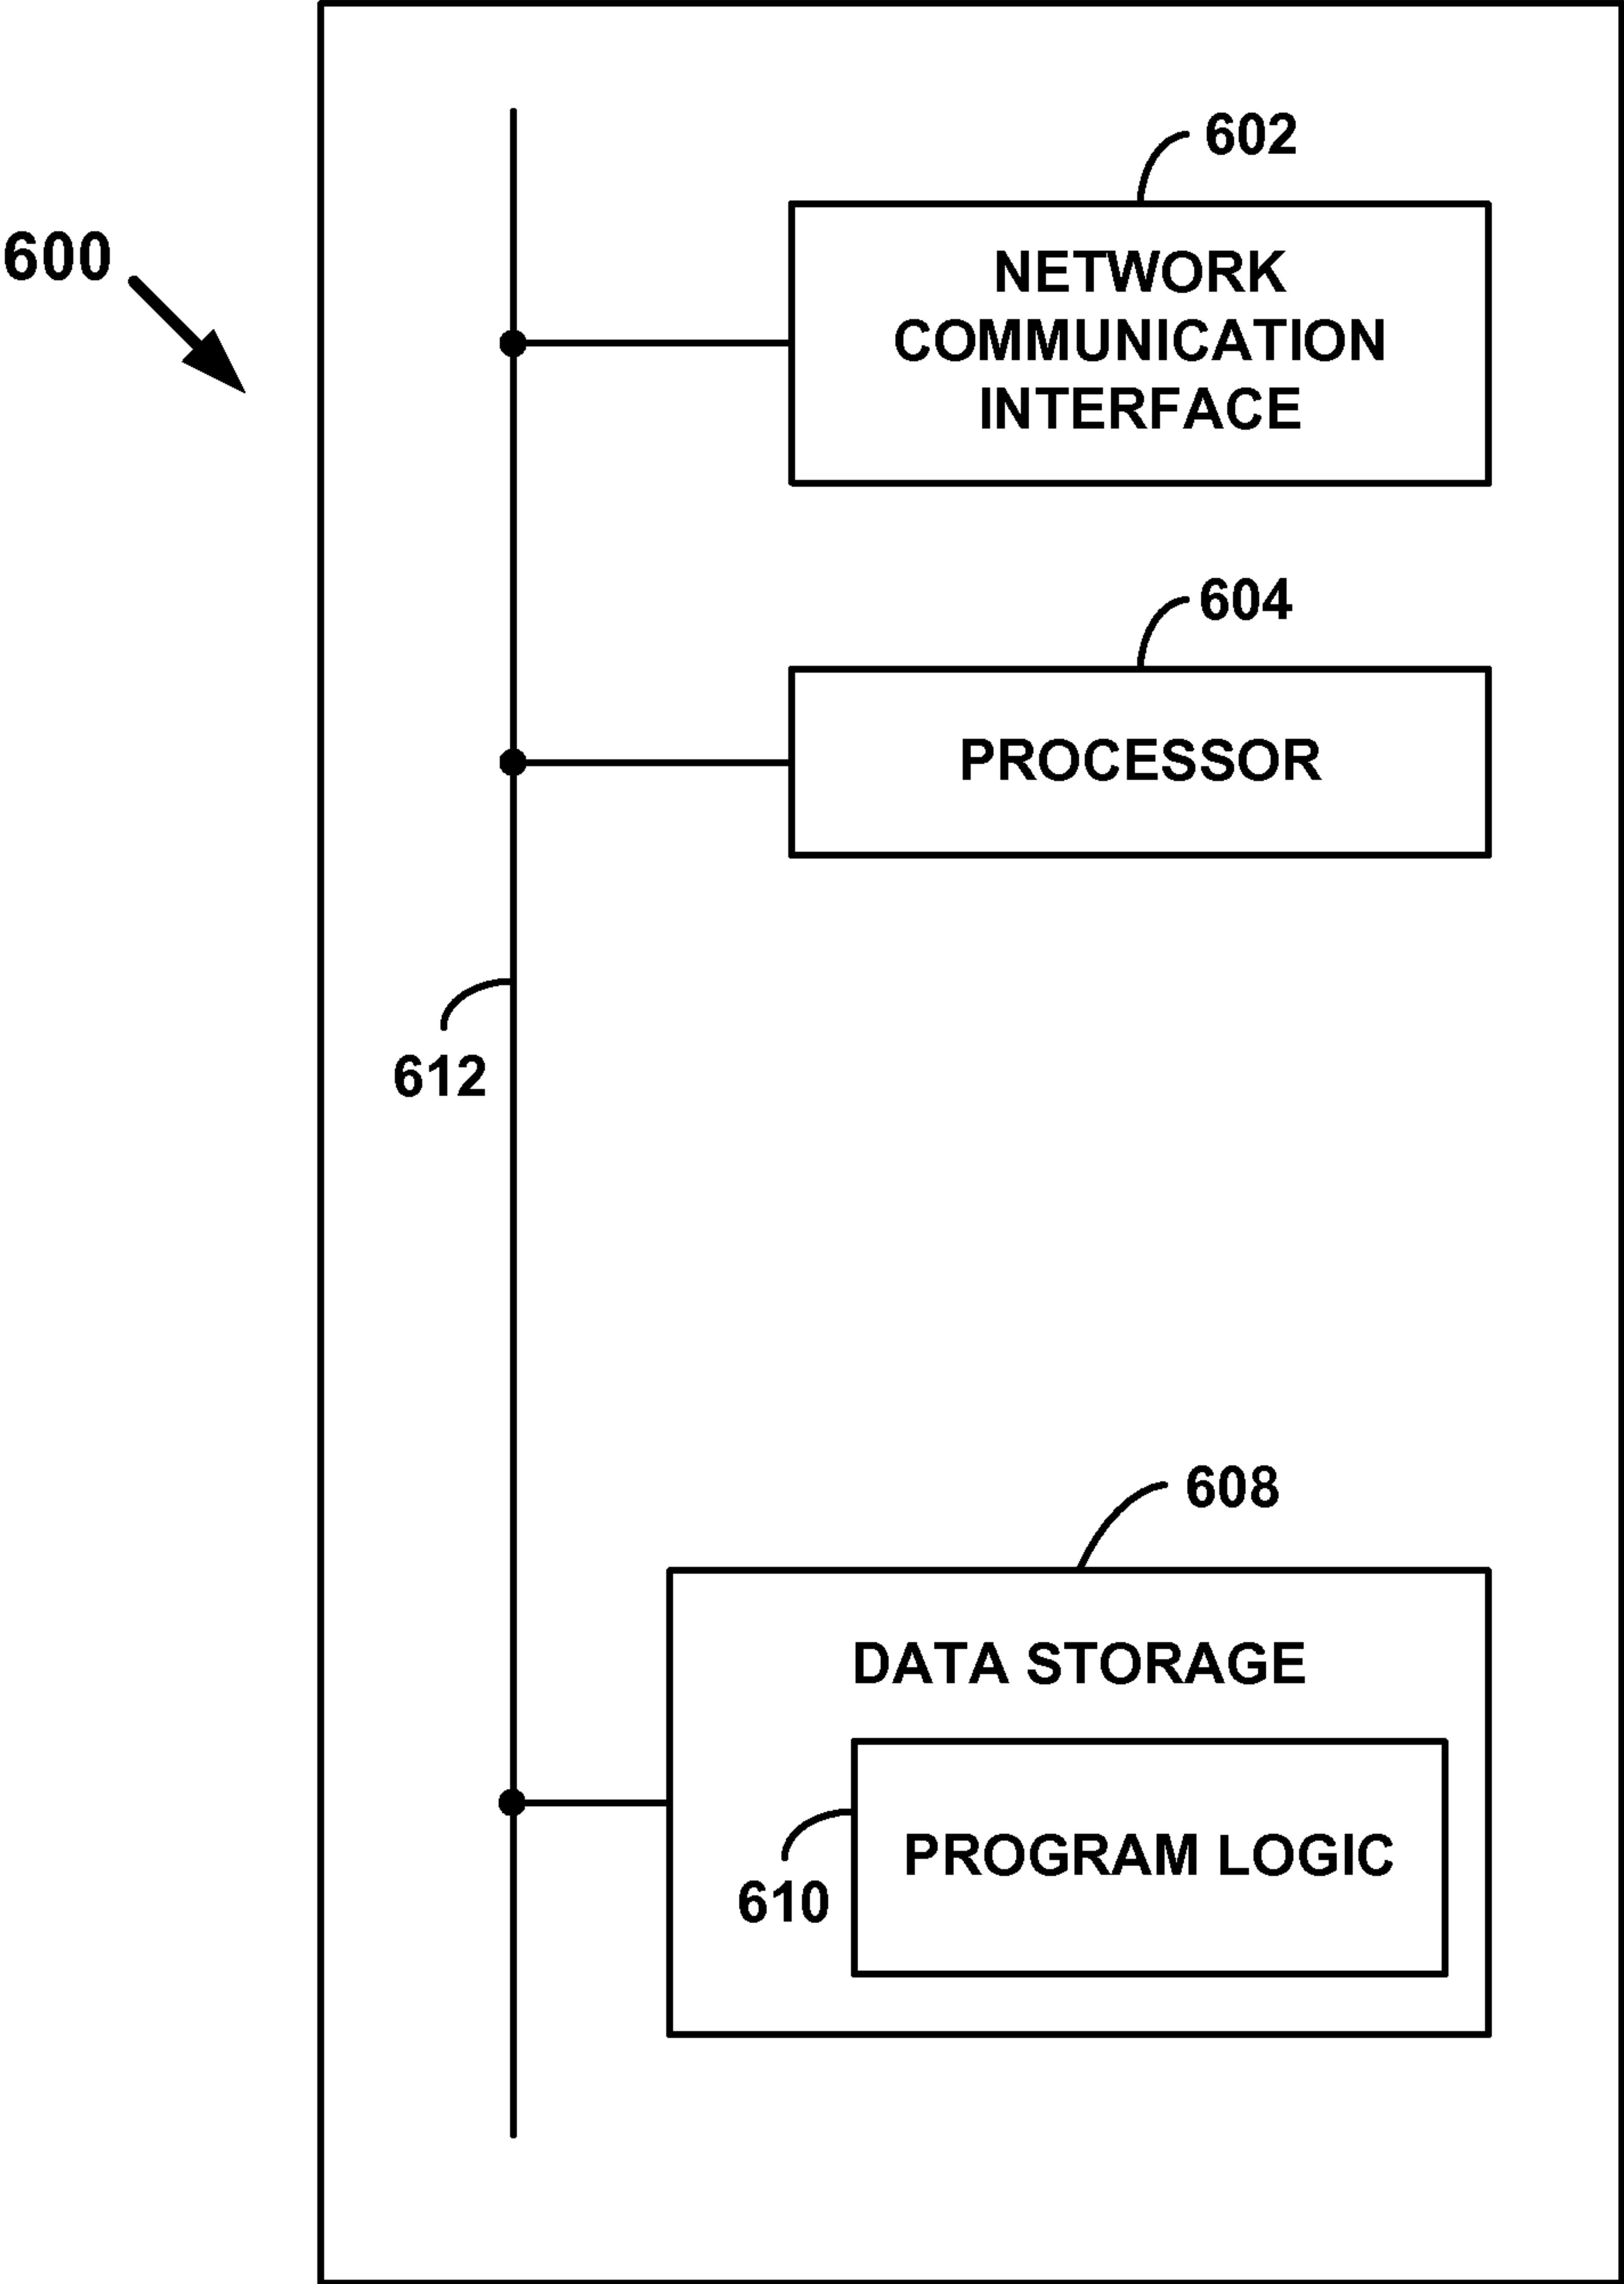 602
600
NETWORK
COMMUNICATION
INTERFACE
604
PROCESSOR
612
608
DATA STORAGE
PROGRAM LOGIC
610